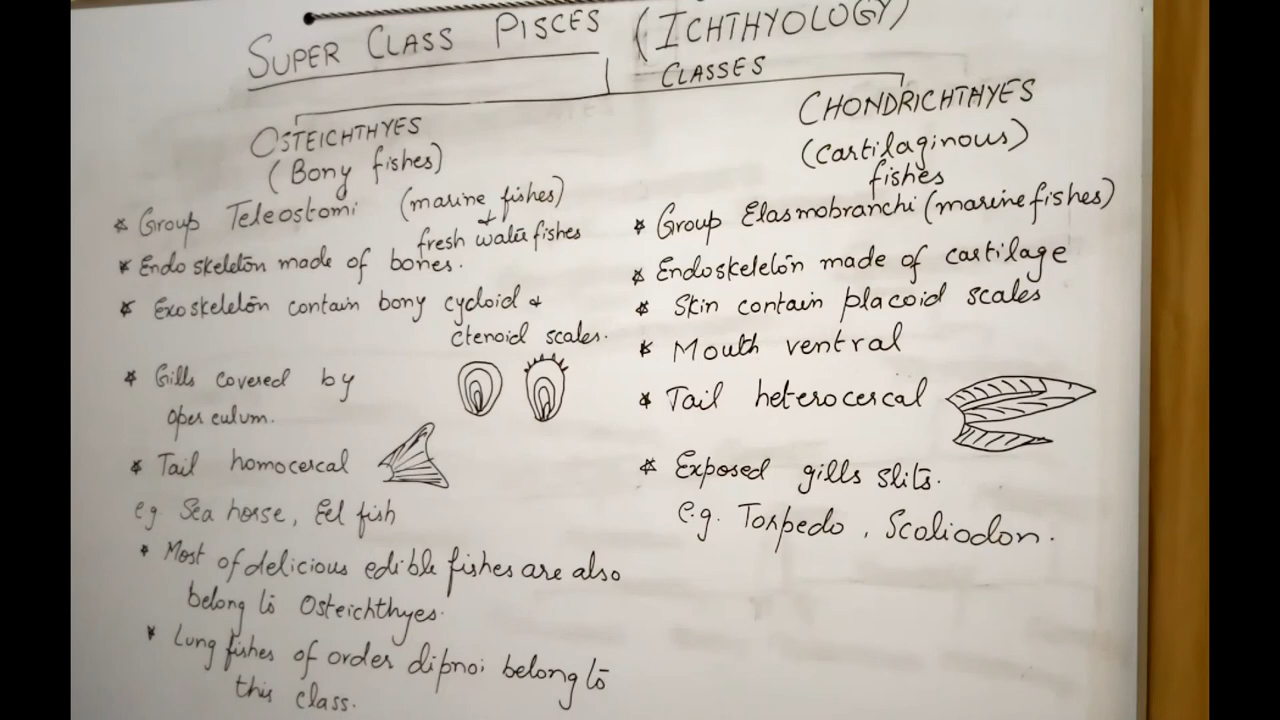 SUPER CLASS PISCES (ICHTHYOLOGY)
CLASSES
OSTEICHTHYES
(Bony fishes)
* Group Teleostomi (marine fishes)
+
fresh water fishes
* Endoskeleton made of bones.
* Exoskeleton contain bony cycloid &
ctenoid scales.
* Gills covered by
operculum.
* Tail homocercal
eg Sea horse, Eel fish
* Most of delicious edible fishes are also
belong to Osteichthyes.
* Lung fishes of order dipnoi belong to
this class.
CHONDRICHTHYES
(cartilaginous)
fishes
* Group Elasmobranchi (marine fishes)
* Endoskeleton made of cartilage
* Skin contain placoid scales
* Mouth ventral
* Tail heterocercal
* Exposed gills slits.
e.g. Torpedo, Scoliodon.